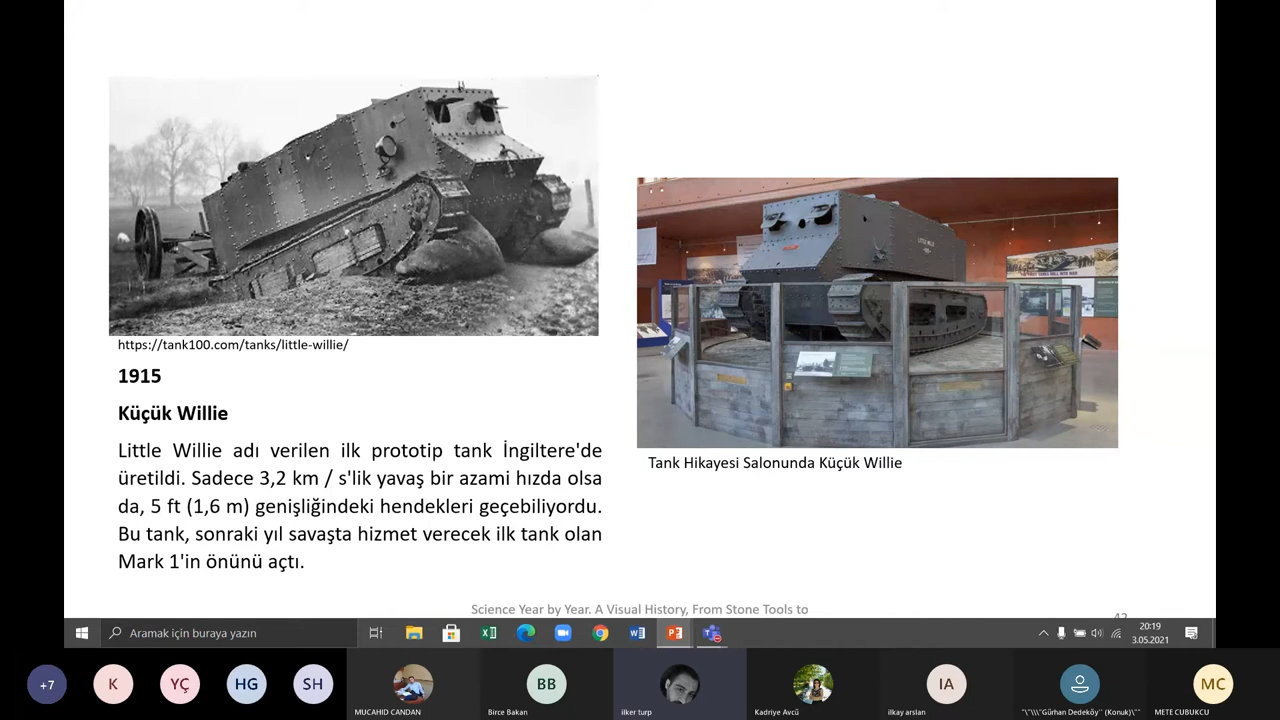 https://tank100.com/tanks/little-willie/
1915
Küçük Willie
Little Willie adı verilen ilk prototip tank İngiltere'de
üretildi. Sadece 3,2 km / s'lik yavaş bir azami hızda olsa
da, 5 ft (1,6 m) genişliğindeki hendekleri geçebiliyordu.
Bu tank, sonraki yıl savaşta hizmet verecek ilk tank olan
Mark 1'in önünü açtı.
LITTLE WILLIE
Tank Hikayesi Salonunda Küçük Willie
Science Year by Year. A Visual History, From Stone Tools to
Aramak için buraya yazın
20:19
3.05.2021
+7
K
YÇ
HG
SH
MUCAHID CANDAN
BB
Birce Bakan
ilker turp
Kadriye Avcü
IA
ilkay arslan
"\"\\\"Gürhan Dedeköy" (Konuk)\""
MC
METE CUBUKCU